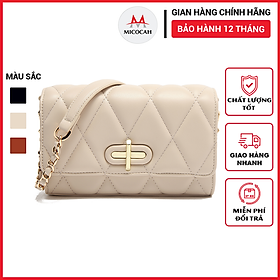 MICOCAH
GIAN HÀNG CHÍNH HÃNG
BẢO HÀNH 12 THÁNG
MÀU SẮC
CHẤT LƯỢNG
TỐT
GIAO HÀNG
NHANH
MIỄN PHÍ
ĐỔI TRẢ